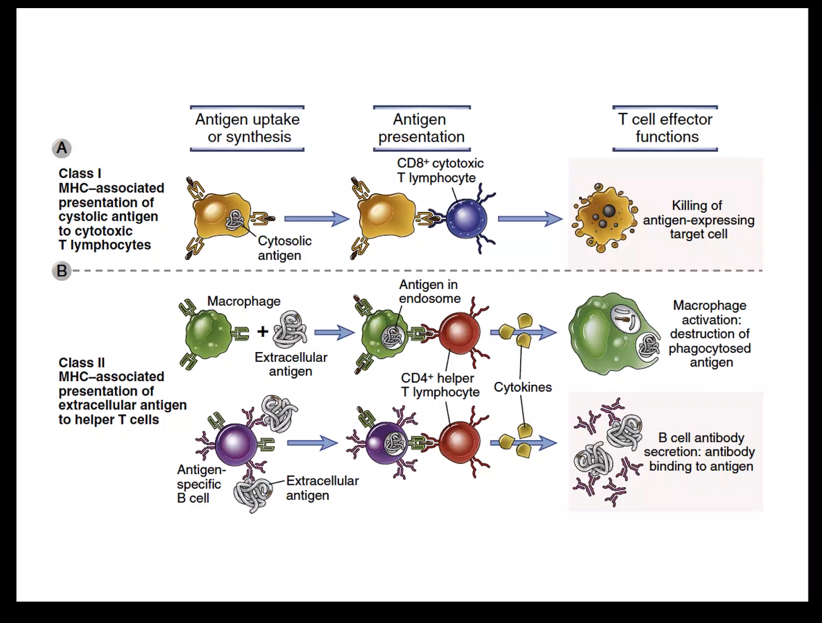 Antigen uptake
or synthesis
Antigen
presentation
T cell effector
functions
A
Class I
MHC–associated
presentation of
cystolic antigen
to cytotoxic
T lymphocytes
CD8+ cytotoxic
T lymphocyte
Cytosolic
antigen
Killing of
antigen-expressing
target cell
B
Class II
MHC–associated
presentation of
extracellular antigen
to helper T cells
Macrophage
+
Extracellular
antigen
Antigen in
endosome
CD4+ helper
T lymphocyte
Cytokines
Macrophage
activation:
destruction of
phagocytosed
antigen
Antigen-
specific
B cell
Extracellular
antigen
B cell antibody
secretion: antibody
binding to antigen